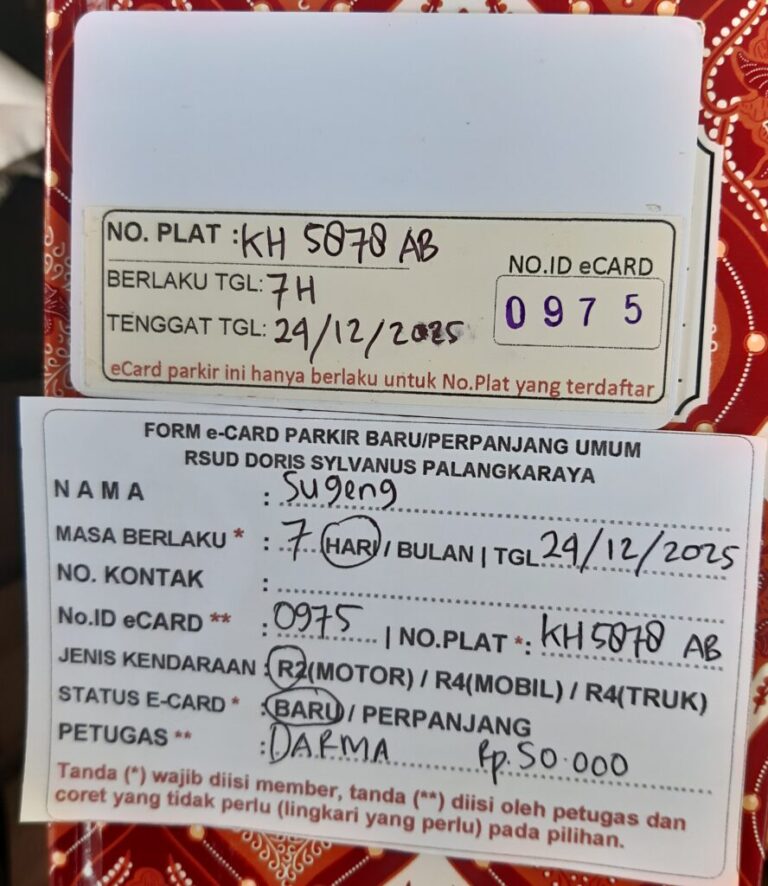 NO. PLAT : KH 5878 AB
BERLAKU TGL: 7H
NO.ID eCARD
0975
TENGGAT TGL: 24/12/2025
eCard parkir ini hanya berlaku untuk No.Plat yang terdaftar
FORM e-CARD PARKIR BARU/PERPANJANG UMUM
RSUD DORIS SYLVANUS PALANGKARAYA
NAMA : Sugeng
MASA BERLAKU * : 7 HARI / BULAN | TGL 24/12/2025
NO. KONTAK :
No.ID eCARD ** : 0975 | NO.PLAT *: KH 5878 AB
JENIS KENDARAAN : R2(MOTOR) / R4(MOBIL) / R4(TRUK)
STATUS E-CARD * : BARU / PERPANJANG
PETUGAS ** : DARMA Rp. 50.000
Tanda (*) wajib diisi member, tanda (**) diisi oleh petugas dan
coret yang tidak perlu (lingkari yang perlu) pada pilihan.